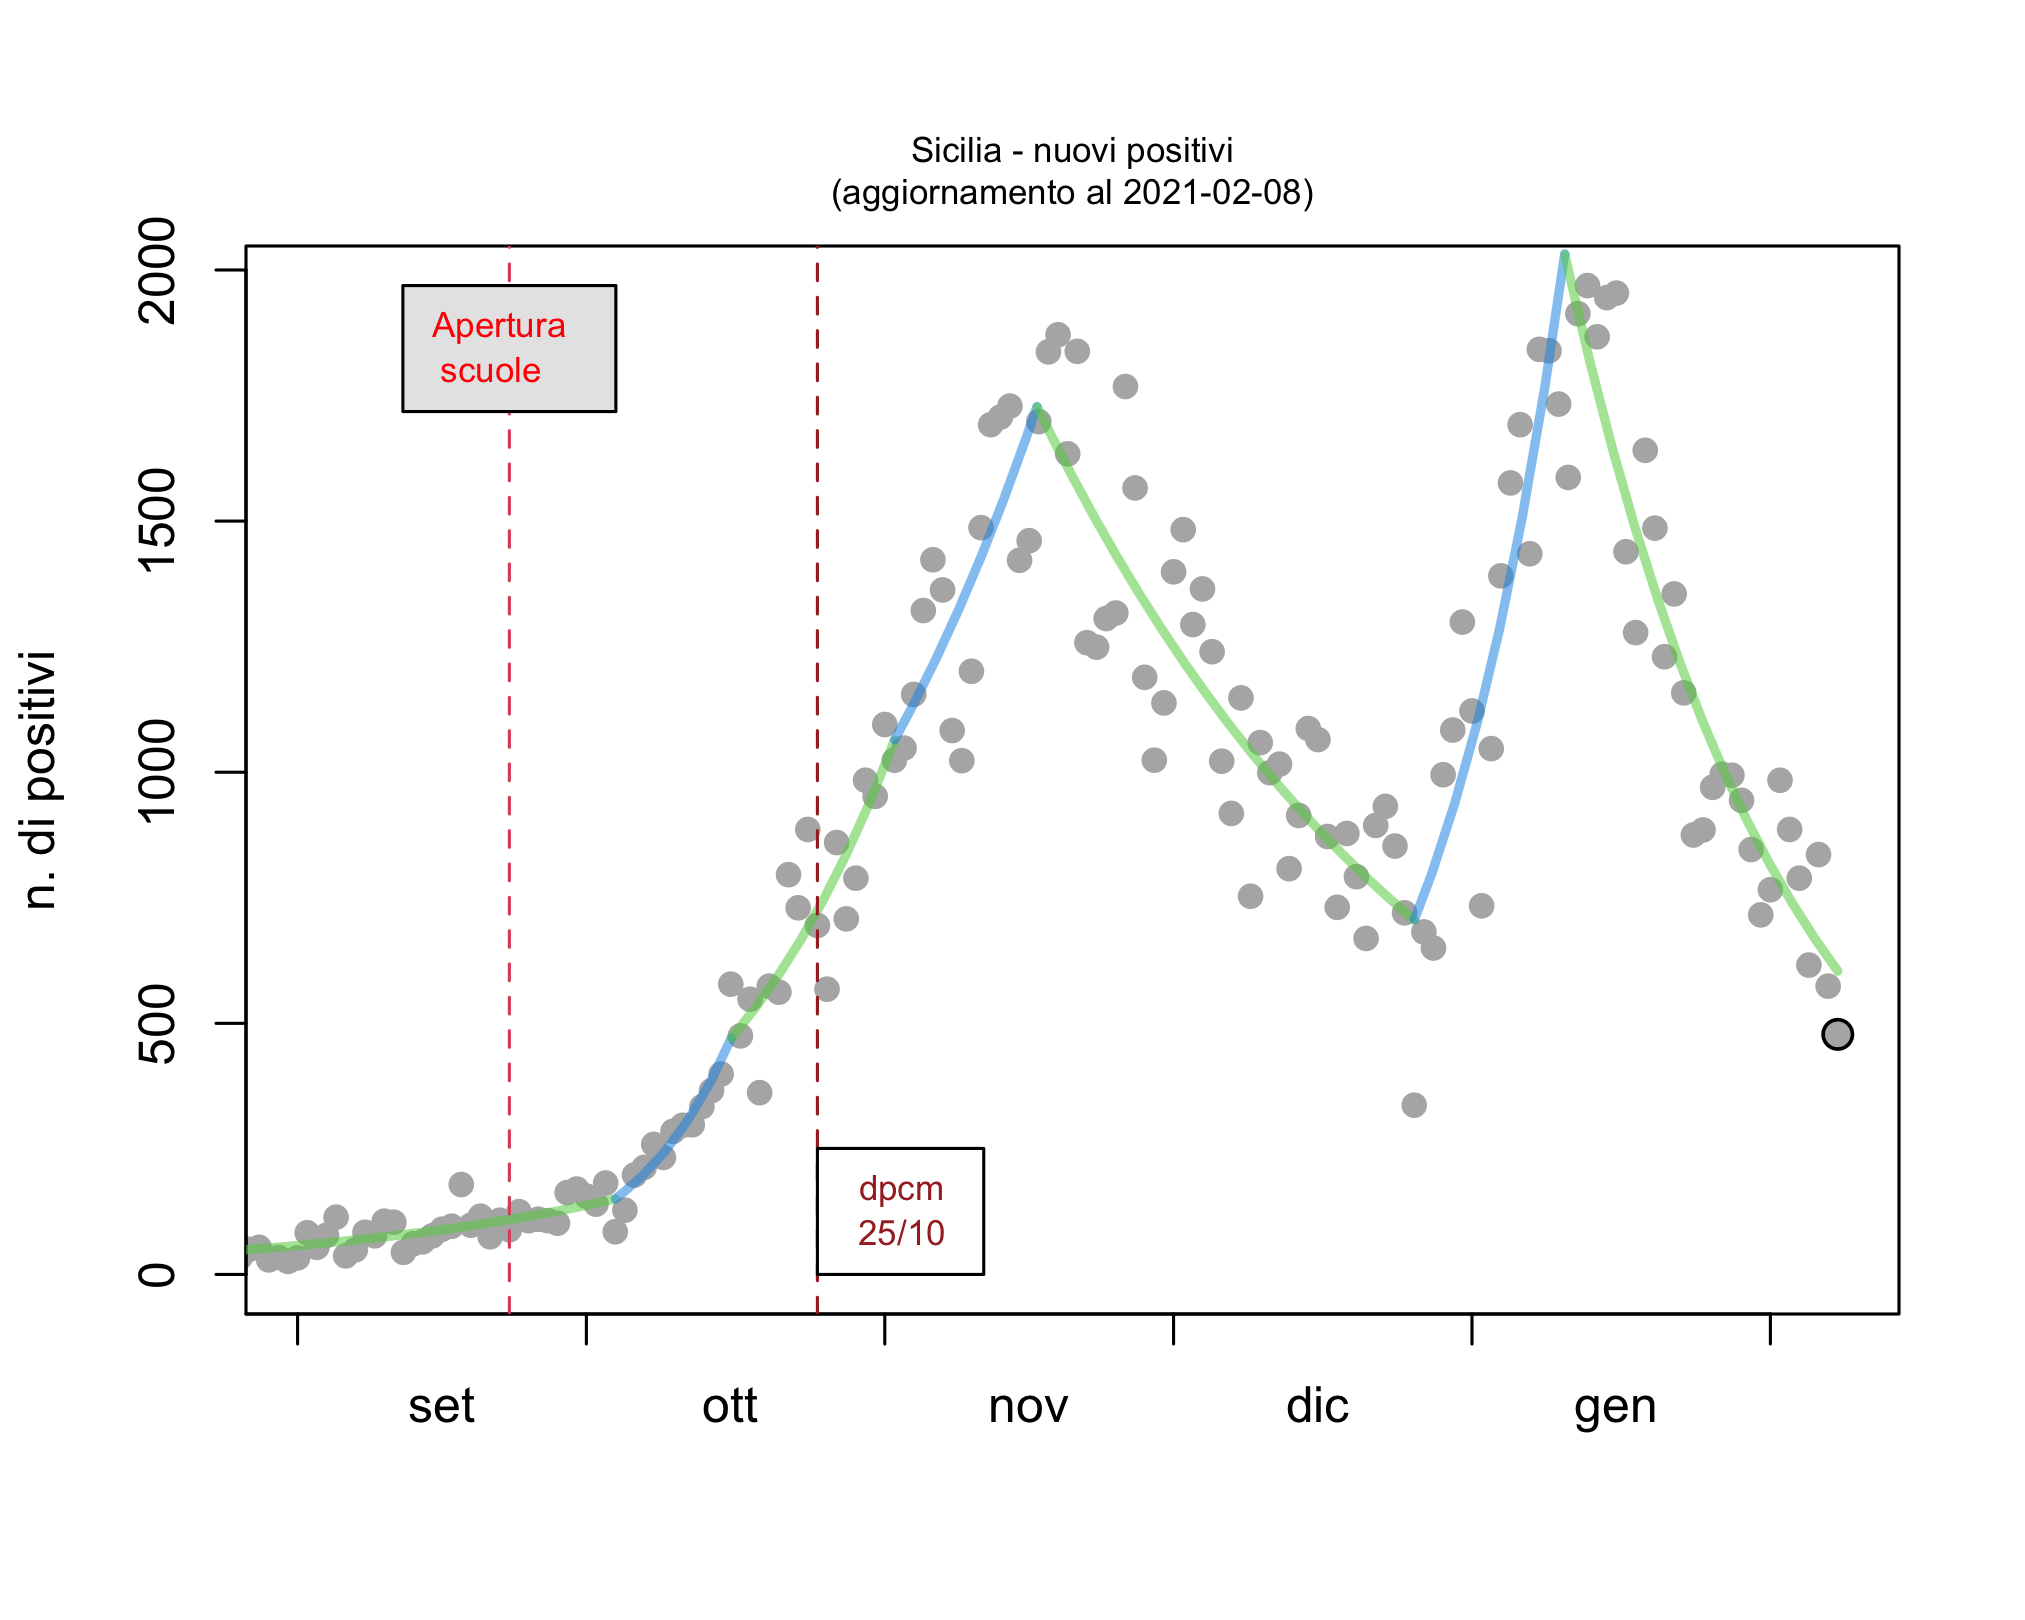 Sicilia - nuovi positivi
(aggiornamento al 2021-02-08)
n. di positivi
2000
1500
1000
500
0
Apertura
scuole
dpcm
25/10
set
ott
nov
dic
gen